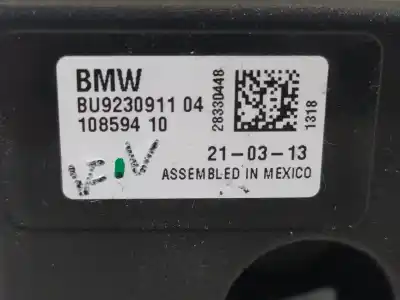 BMW
BU9230911 04
108594 10
28330448
1318
21-03-13
ASSEMBLED IN MEXICO